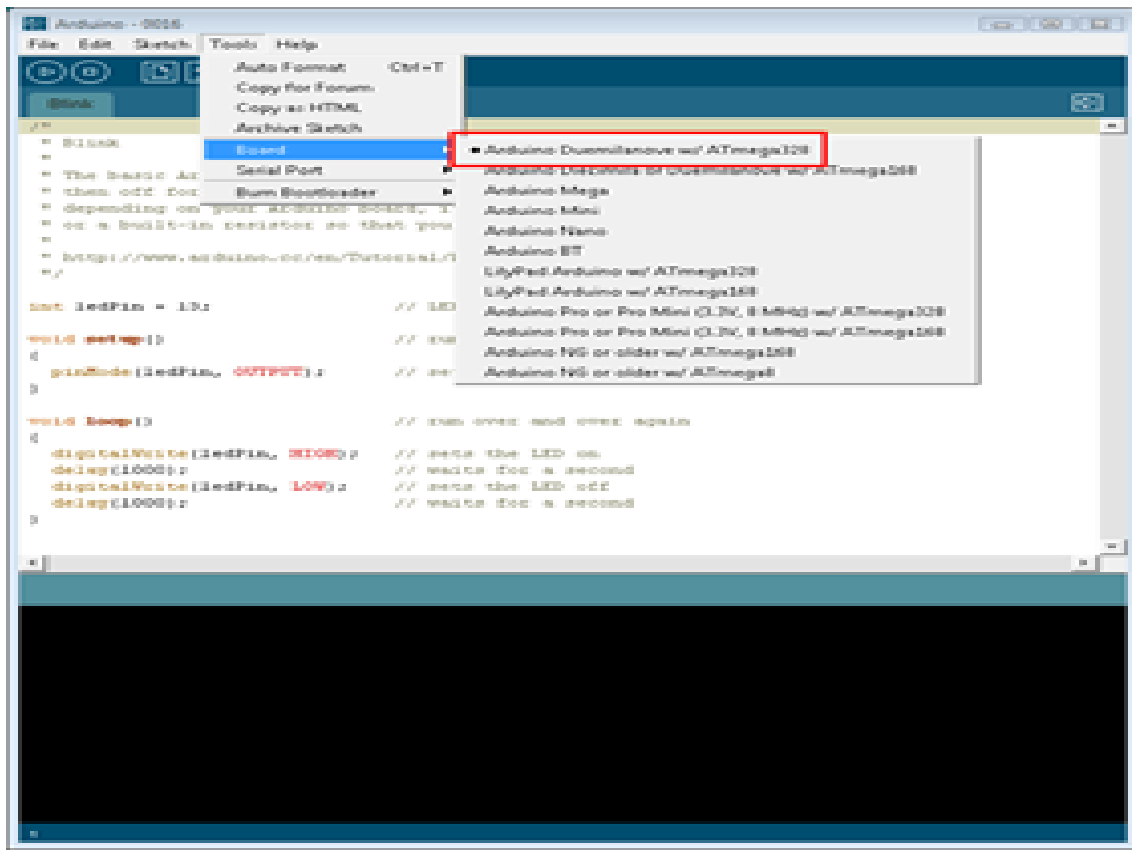 Arduino - 0016
File Edit Sketch Tools Help
Auto Format Ctrl+T
Copy for Forum
Copy as HTML
Archive Sketch
Board
Serial Port
Burn Bootloader
Arduino Duemilanove w/ ATmega328
Arduino Diecimila or Duemilanove w/ ATmega168
Arduino Mega
Arduino Mini
Arduino Nano
Arduino BT
LilyPad Arduino w/ ATmega328
LilyPad Arduino w/ ATmega168
Arduino Pro or Pro Mini (3.3V, 8 MHz) w/ ATmega328
Arduino Pro or Pro Mini (3.3V, 8 MHz) w/ ATmega168
Arduino NG or older w/ ATmega168
Arduino NG or older w/ ATmega8
Blink
/*
* Blink
*
* The basic Ar
* then off for
* depending on your Arduino board, i
* or a built-in resistor so that you
*
* http://www.arduino.cc/en/Tutorial/
*/
int ledPin = 13; // LED
void setup() // run
{
pinMode(ledPin, OUTPUT); // se
}
void loop() // run over and over again
{
digitalWrite(ledPin, HIGH); // sets the LED on
delay(1000); // waits for a second
digitalWrite(ledPin, LOW); // sets the LED off
delay(1000); // waits for a second
}